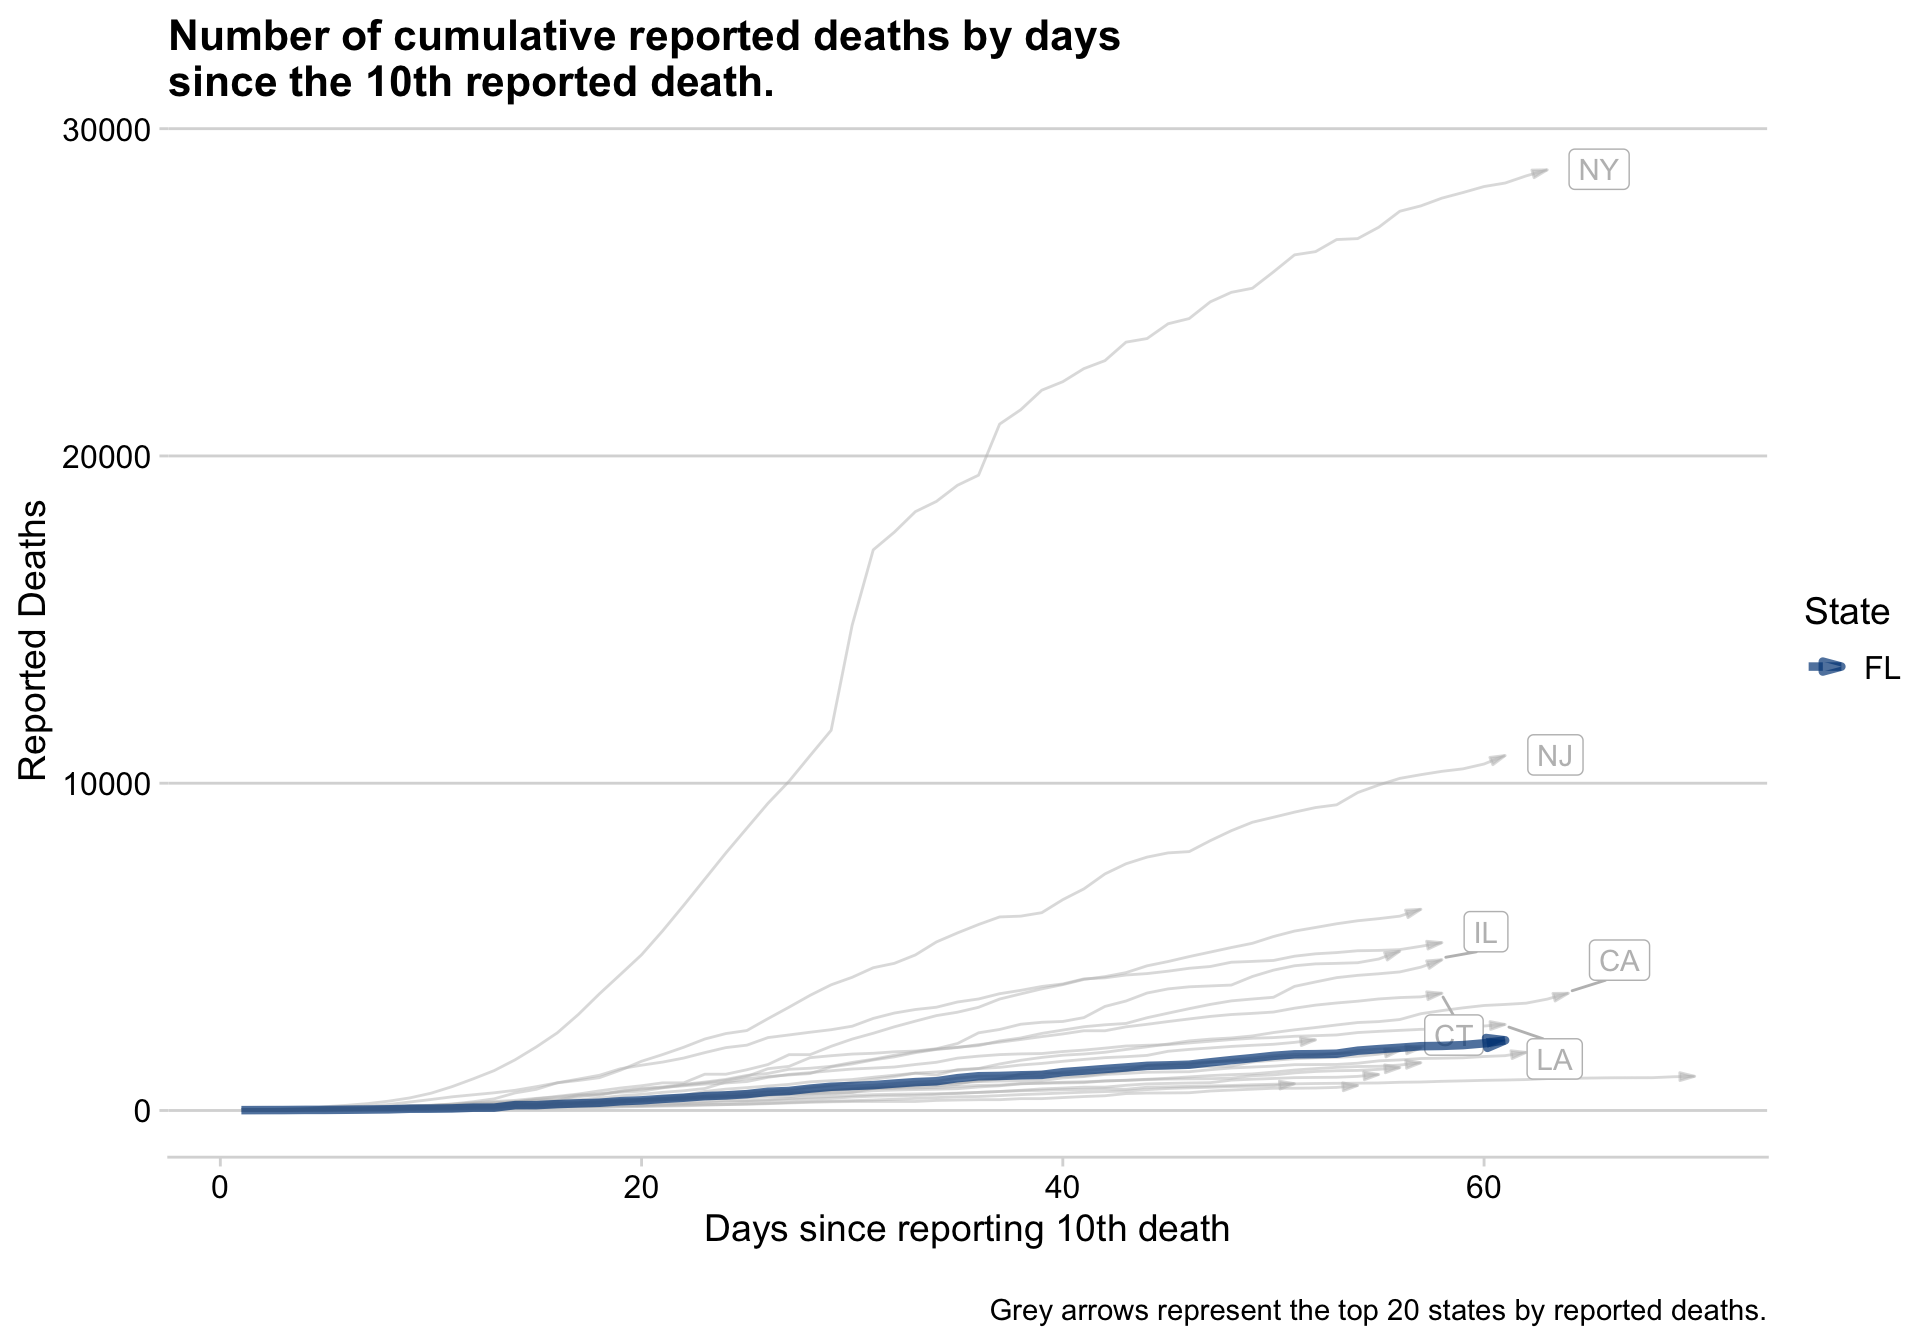 Number of cumulative reported deaths by days
since the 10th reported death.
30000
20000
10000
0
Reported Deaths
NY
NJ
IL
CA
CT
LA
State
FL
0
20
40
60
Days since reporting 10th death
Grey arrows represent the top 20 states by reported deaths.